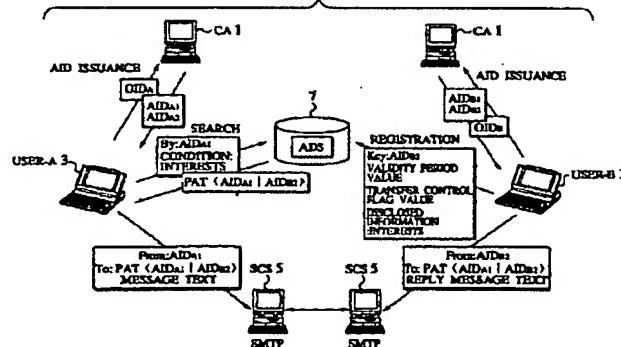 CA 1
CA 1
AID ISSUANCE
AID ISSUANCE
OIDA
AIDA1
AIDA2
AIDB1
AIDB2
OIDB
7
ADS
SEARCH
By:AIDA1
CONDITION:
INTERESTS
PAT <AIDA1 | AIDB2>
REGISTRATION
Key:AIDB2
VALIDITY PERIOD
VALUE
TRANSFER CONTROL
FLAG VALUE
DISCLOSED
INFORMATION
:INTERESTS
USER-A 3
USER-B 3
From:AIDA1
To: PAT <AIDA1 | AIDB2>
MESSAGE TEXT
From:AIDB2
To: PAT <AIDA1 | AIDB2>
REPLY MESSAGE TEXT
SCS 5
SCS 5
SMTP
SMTP